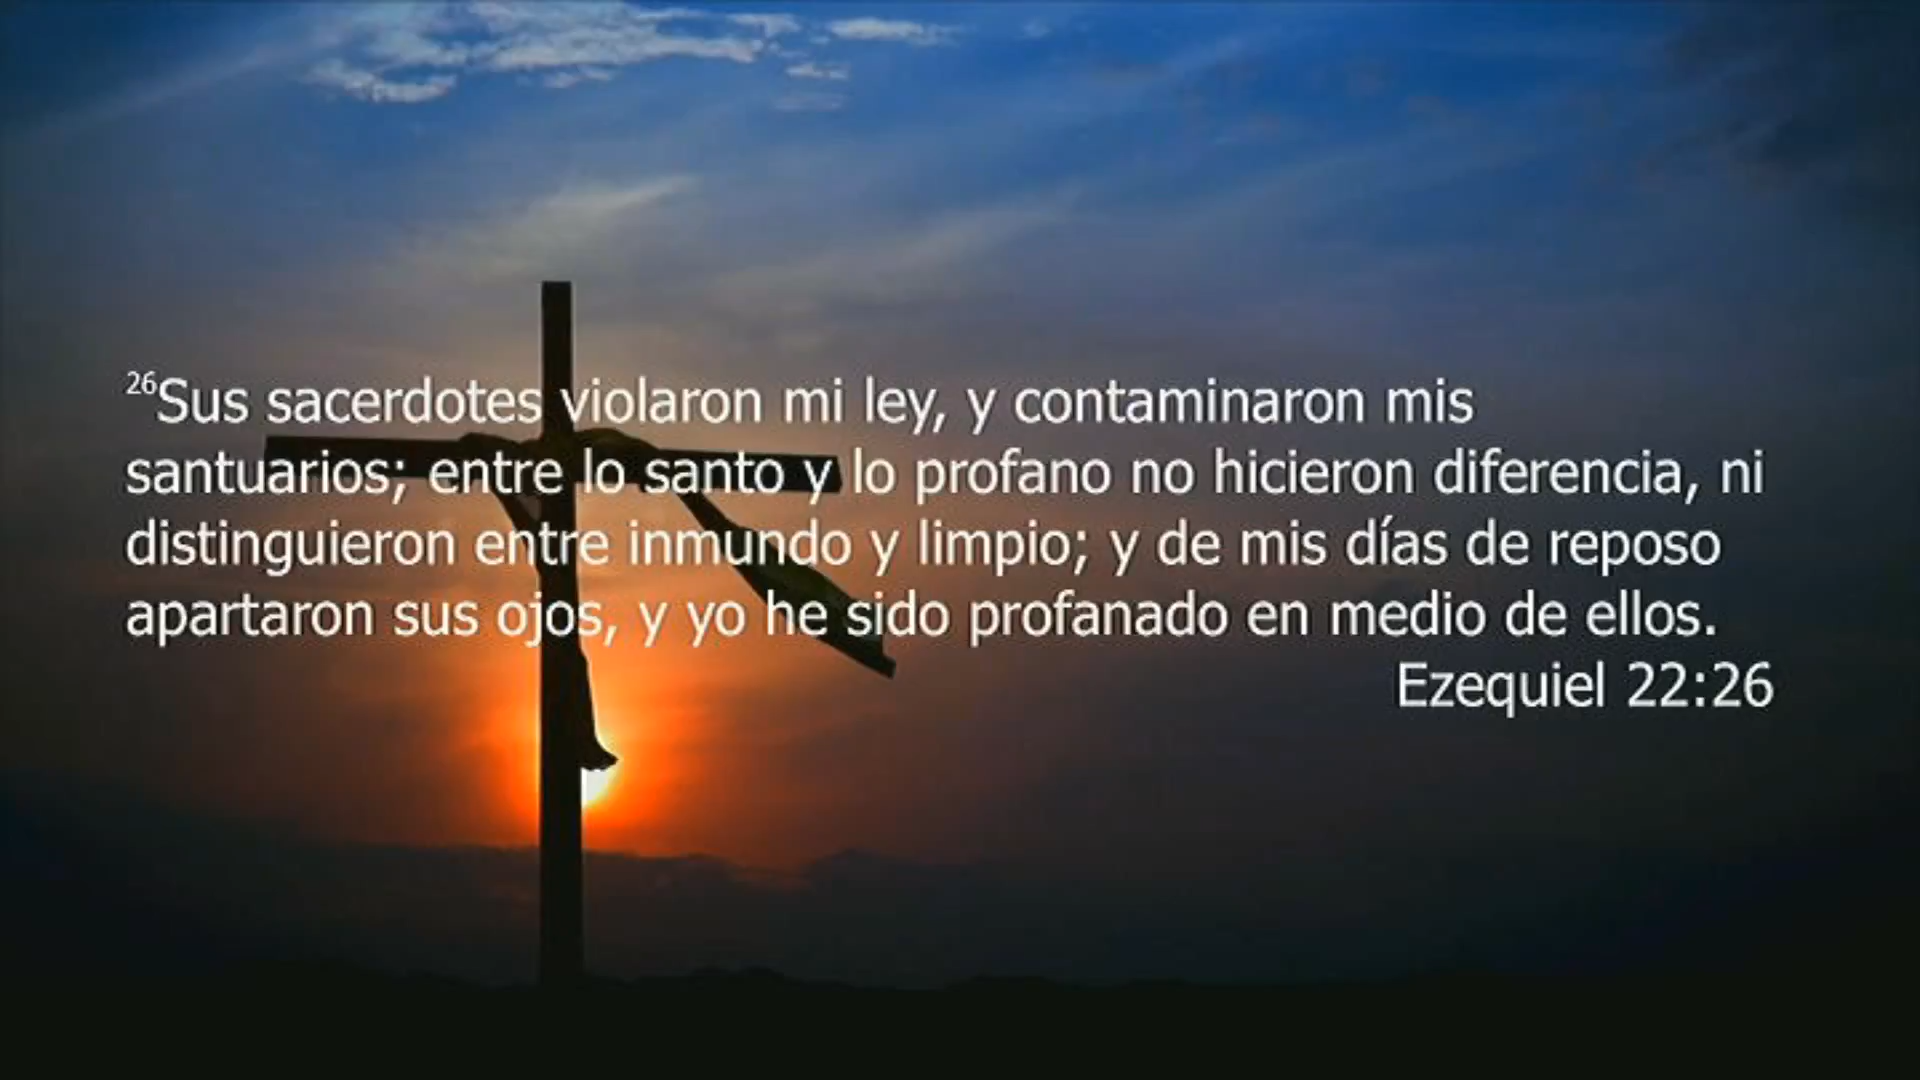 ²⁶Sus sacerdotes violaron mi ley, y contaminaron mis
santuarios; entre lo santo y lo profano no hicieron diferencia, ni
distinguieron entre inmundo y limpio; y de mis días de reposo
apartaron sus ojos, y yo he sido profanado en medio de ellos.
Ezequiel 22:26